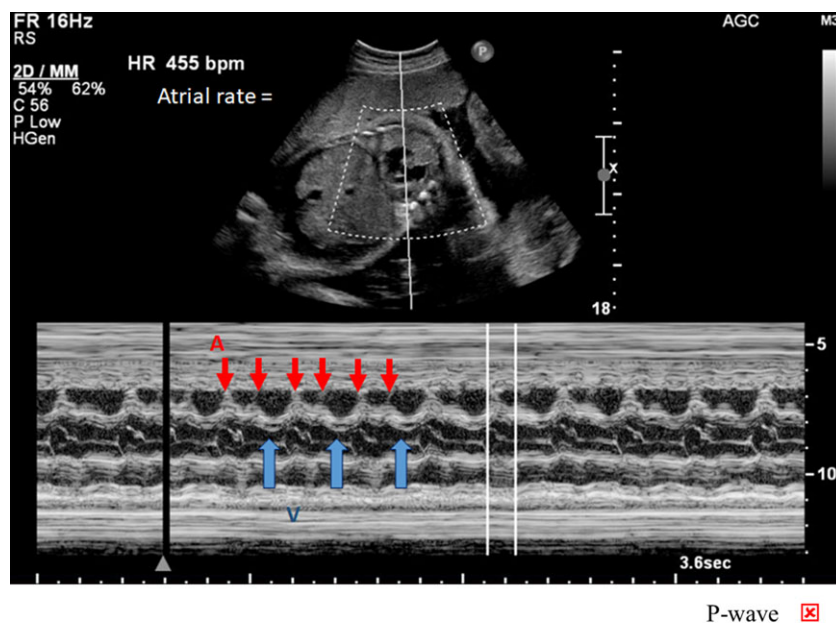 FR 16Hz
RS
2D / MM
54% 62%
C 56
P Low
HGen
HR 455 bpm
Atrial rate =
P
AGC
M3
X
18
A
V
5
10
3.6sec
P-wave